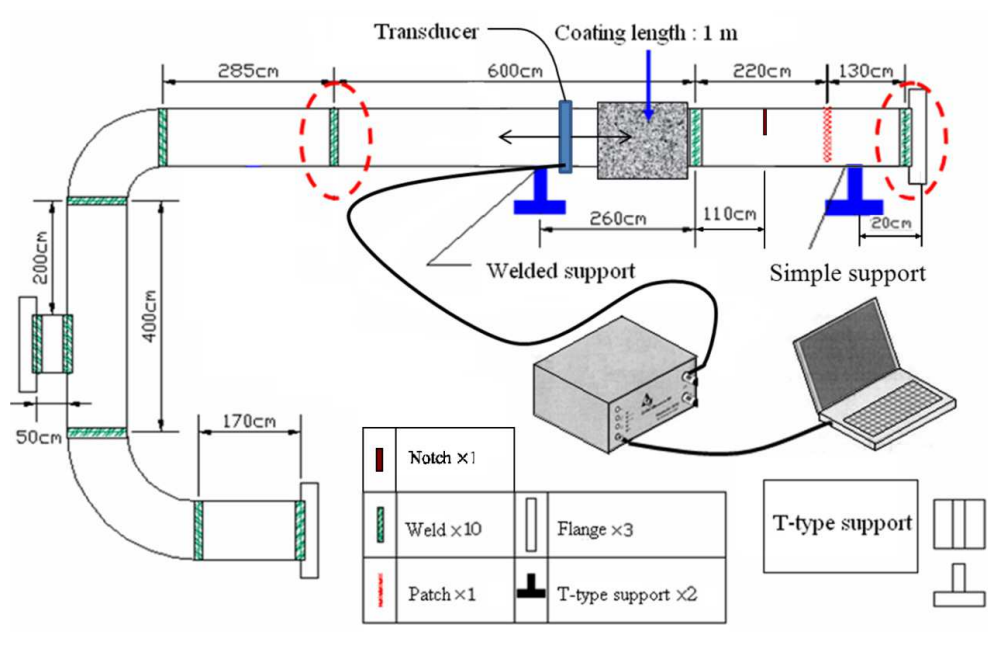 Transducer
Coating length : 1 m
285cm
600cm
220cm
130cm
260cm
110cm
20cm
Welded support
Simple support
200cm
400cm
50cm
170cm
Notch ×1
Weld ×10
Flange ×3
Patch ×1
T-type support ×2
T-type support